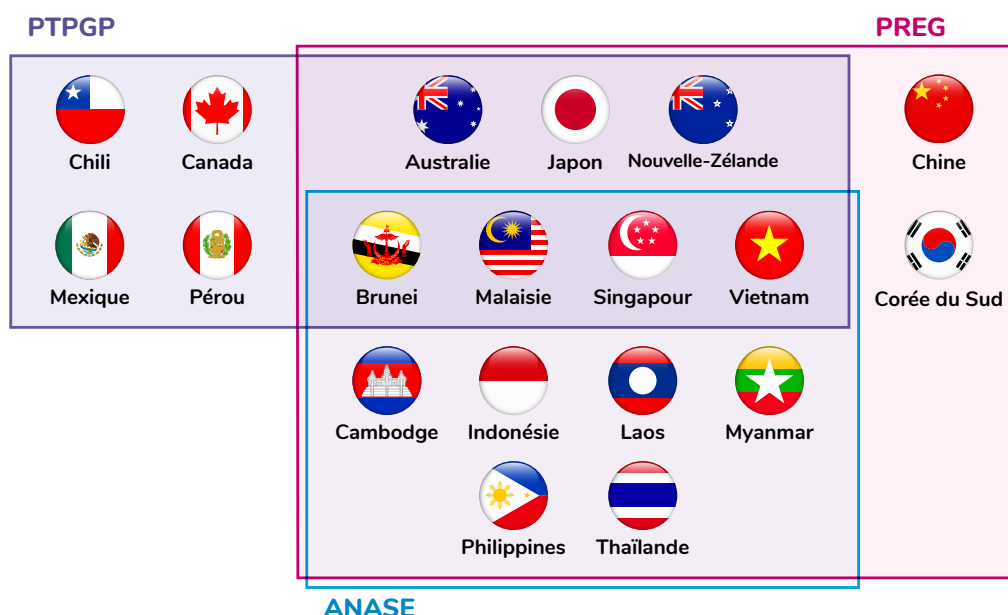 PTPGP
PREG
Chili
Canada
Australie
Japon
Nouvelle-Zélande
Chine
Mexique
Pérou
Brunei
Malaisie
Singapour
Vietnam
Corée du Sud
Cambodge
Indonésie
Laos
Myanmar
Philippines
Thaïlande
ANASE